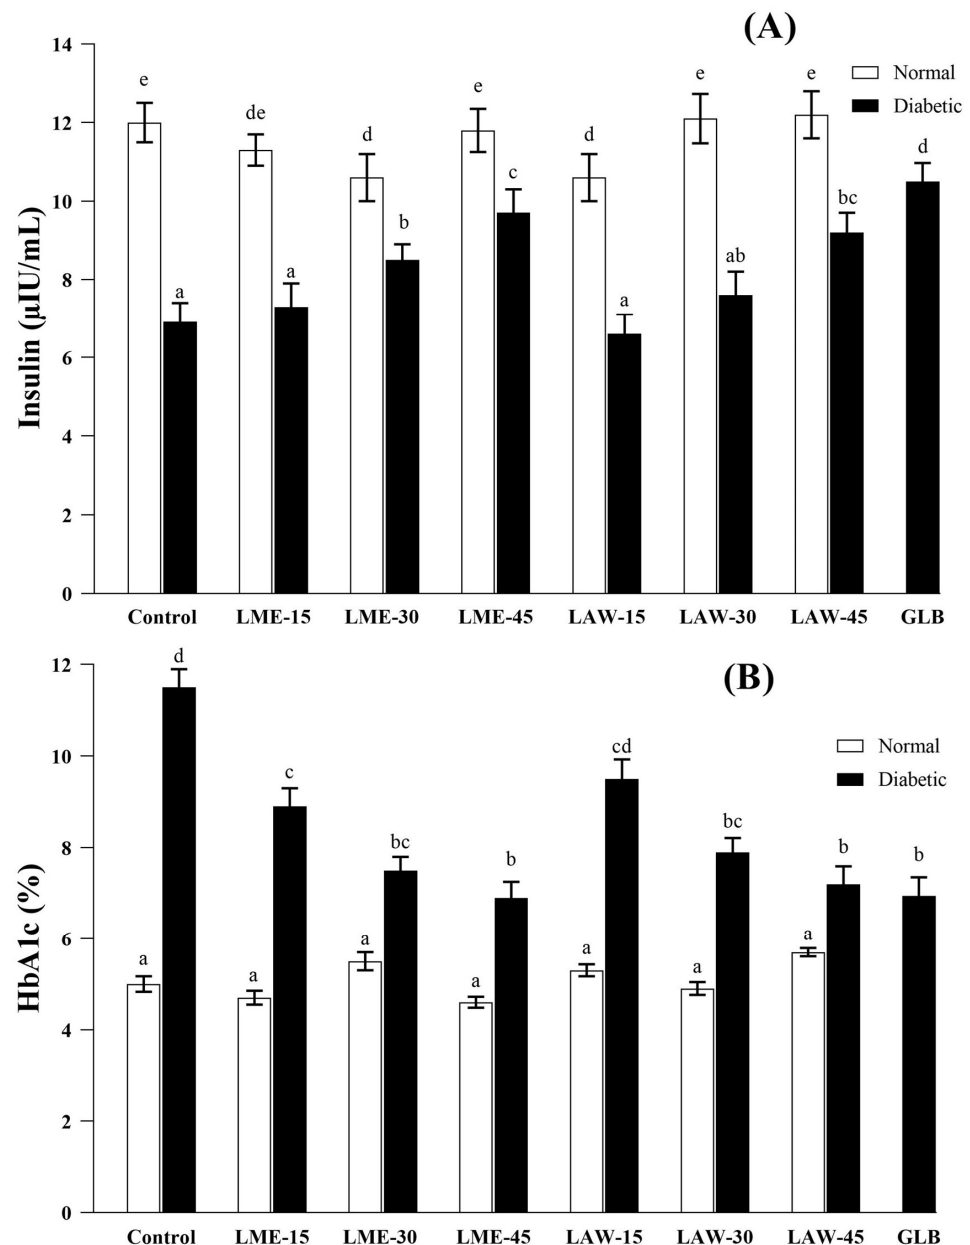 (A)
14
Normal
Diabetic
e
de
d
e
d
e
e
d
12
10
8
6
4
2
0
a
a
b
c
a
ab
bc
Insulin (µIU/mL)
Control LME-15 LME-30 LME-45 LAW-15 LAW-30 LAW-45 GLB
(B)
12
Normal
Diabetic
d
c
bc
b
cd
bc
b
b
10
8
6
4
2
0
a
a
a
a
a
a
a
HbA1c (%)
Control LME-15 LME-30 LME-45 LAW-15 LAW-30 LAW-45 GLB